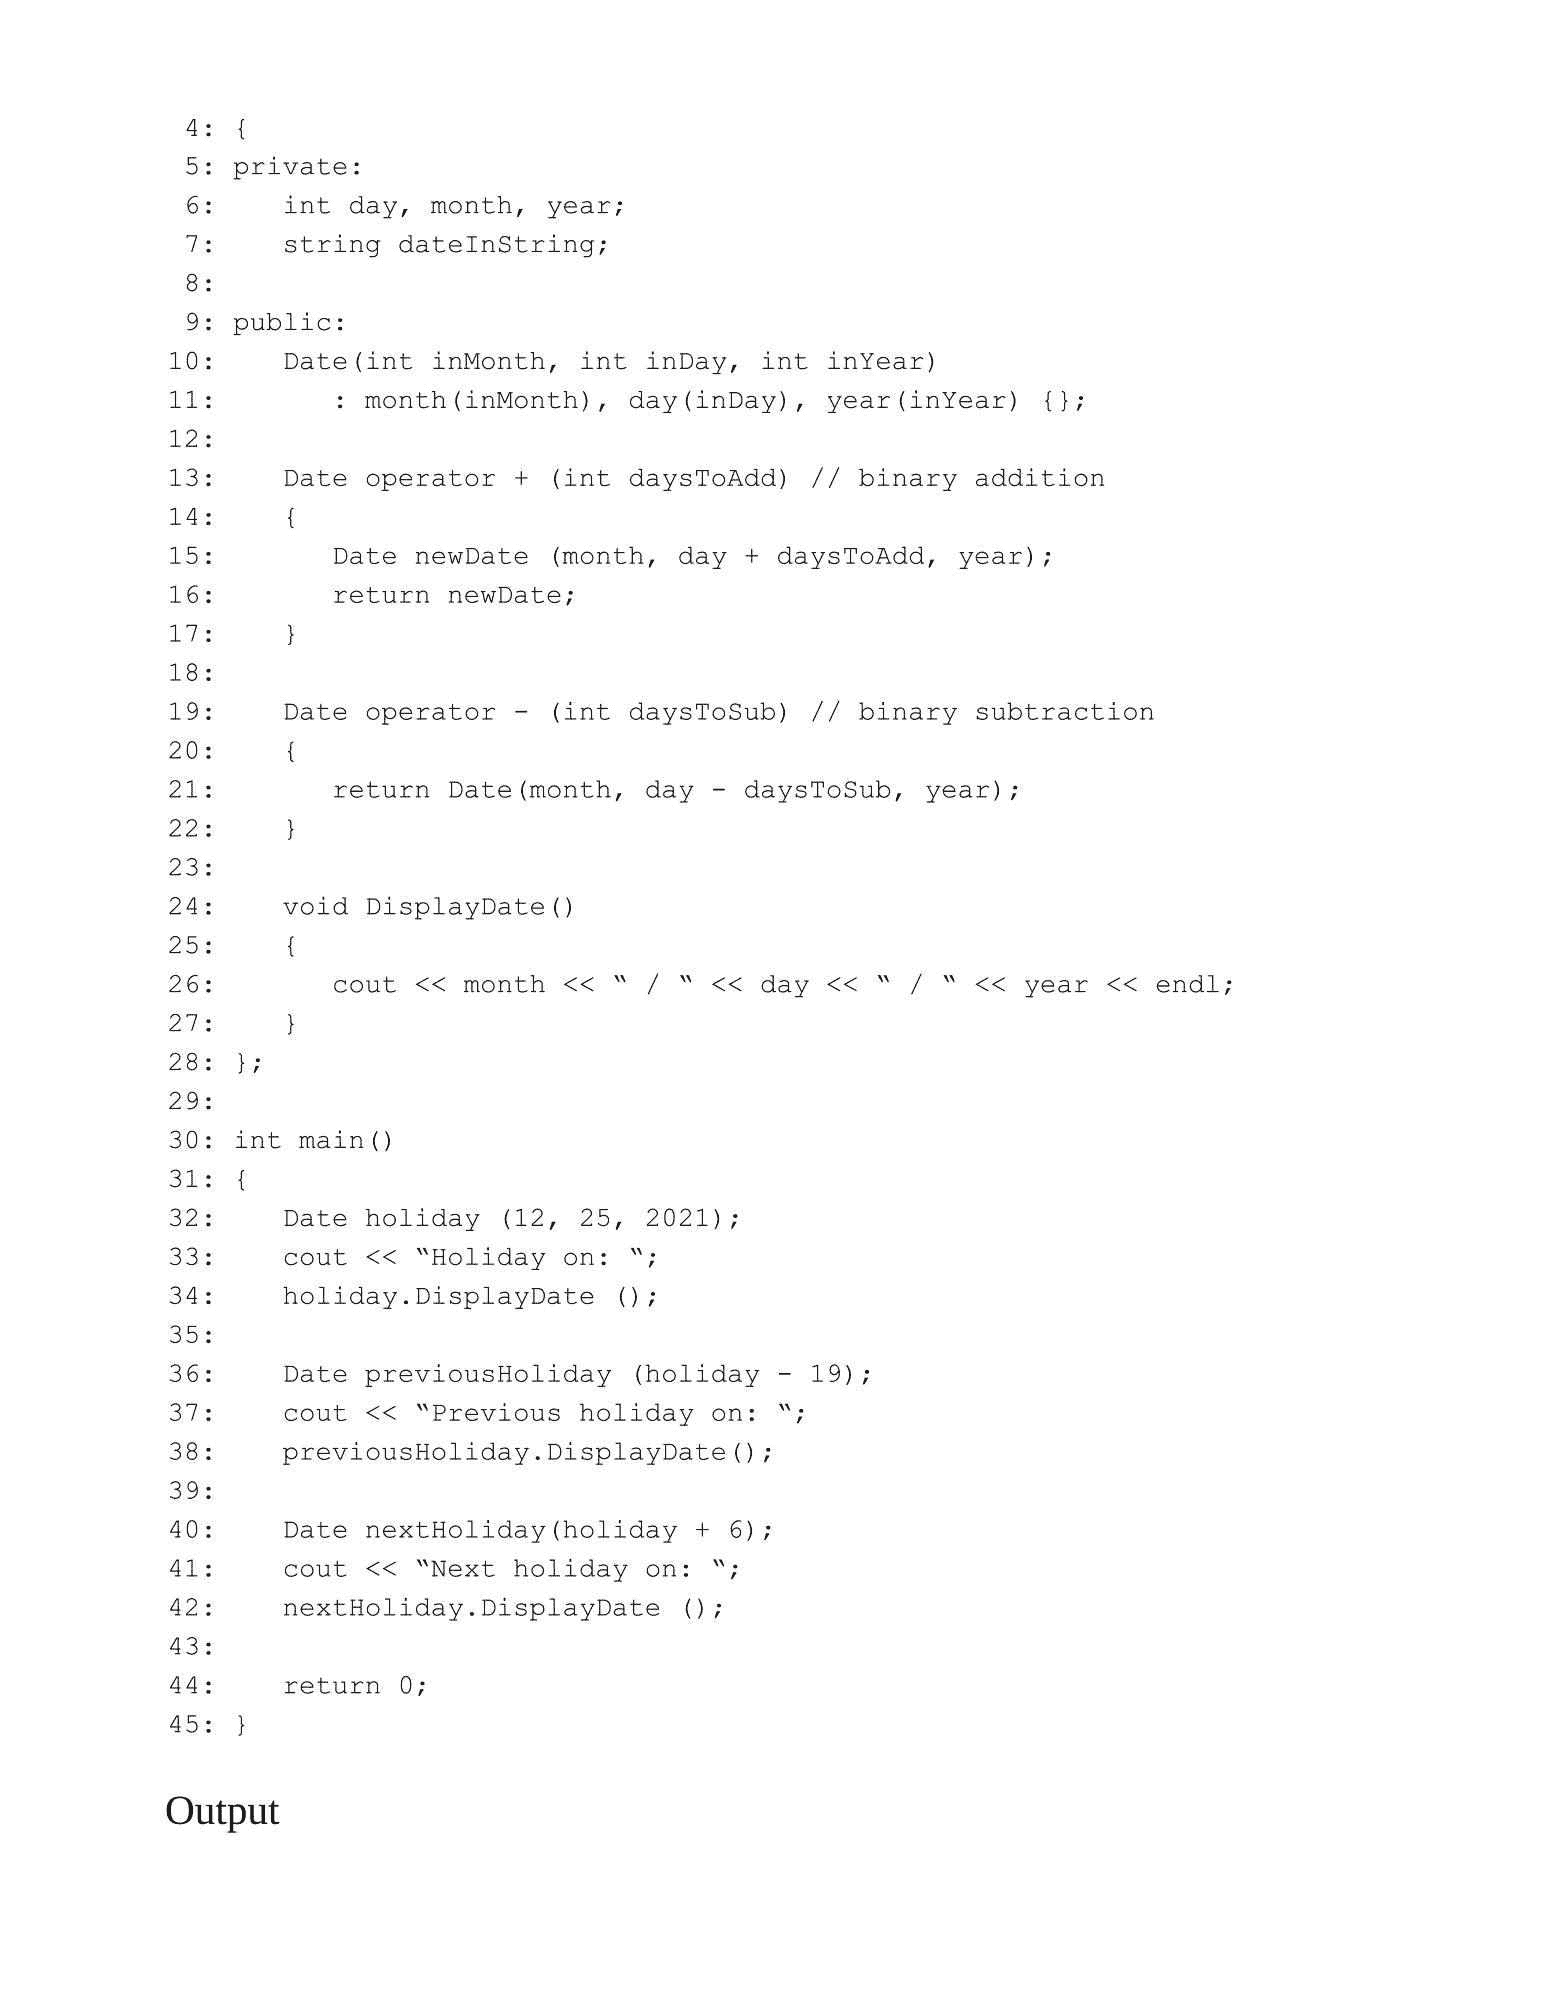 4: {
5: private:
6:    int day, month, year;
7:    string dateInString;
8:
9: public:
10:    Date(int inMonth, int inDay, int inYear)
11:       : month(inMonth), day(inDay), year(inYear) {};
12:
13:    Date operator + (int daysToAdd) // binary addition
14:    {
15:       Date newDate (month, day + daysToAdd, year);
16:       return newDate;
17:    }
18:
19:    Date operator - (int daysToSub) // binary subtraction
20:    {
21:       return Date(month, day - daysToSub, year);
22:    }
23:
24:    void DisplayDate()
25:    {
26:       cout << month << “ / “ << day << “ / “ << year << endl;
27:    }
28: };
29:
30: int main()
31: {
32:    Date holiday (12, 25, 2021);
33:    cout << “Holiday on: “;
34:    holiday.DisplayDate ();
35:
36:    Date previousHoliday (holiday - 19);
37:    cout << “Previous holiday on: “;
38:    previousHoliday.DisplayDate();
39:
40:    Date nextHoliday(holiday + 6);
41:    cout << “Next holiday on: “;
42:    nextHoliday.DisplayDate ();
43:
44:    return 0;
45: }
Output